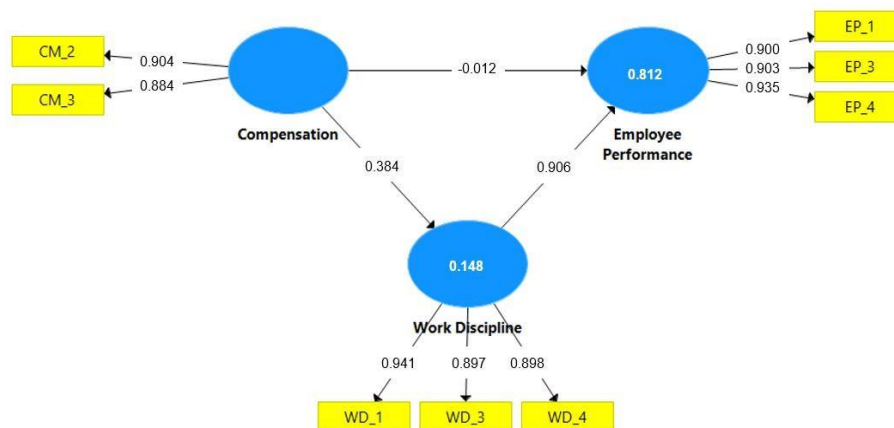 CM_2
0.904
CM_3
0.884
Compensation
-0.012
0.812
Employee
Performance
0.900
EP_1
0.903
EP_3
0.935
EP_4
0.384
0.906
0.148
Work Discipline
0.941
0.897
0.898
WD_1
WD_3
WD_4